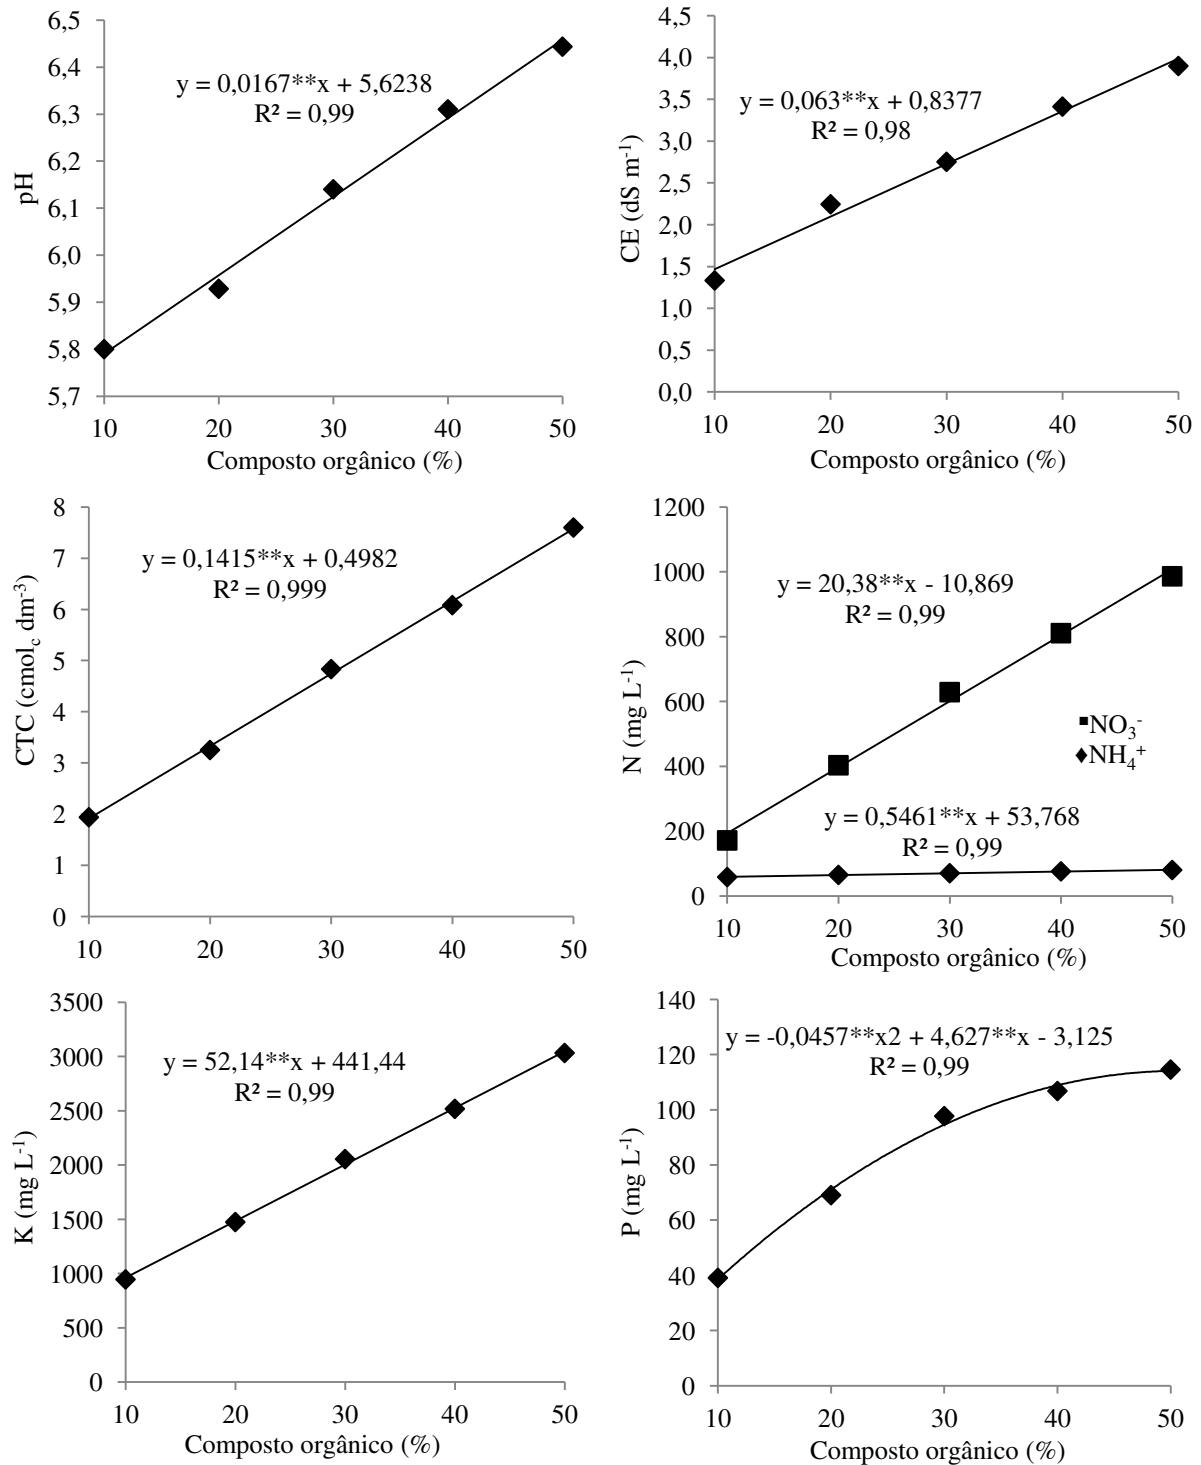 6,5
6,4
6,3
6,2
6,1
6,0
5,9
5,8
5,7
pH
y = 0,0167**x + 5,6238
R² = 0,99
10 20 30 40 50
Composto orgânico (%)
4,5
4,0
3,5
3,0
2,5
2,0
1,5
1,0
0,5
0,0
CE (dS m⁻¹)
y = 0,063**x + 0,8377
R² = 0,98
10 20 30 40 50
Composto orgânico (%)
8
7
6
5
4
3
2
1
0
CTC (cmol_c dm⁻³)
y = 0,1415**x + 0,4982
R² = 0,999
10 20 30 40 50
1200
1000
800
600
400
200
0
N (mg L⁻¹)
y = 20,38**x - 10,869
R² = 0,99
NO₃⁻
NH₄⁺
y = 0,5461**x + 53,768
R² = 0,99
10 20 30 40 50
Composto orgânico (%)
3500
3000
2500
2000
1500
1000
500
0
K (mg L⁻¹)
y = 52,14**x + 441,44
R² = 0,99
10 20 30 40 50
Composto orgânico (%)
140
120
100
80
60
40
20
0
P (mg L⁻¹)
y = -0,0457**x2 + 4,627**x - 3,125
R² = 0,99
10 20 30 40 50
Composto orgânico (%)